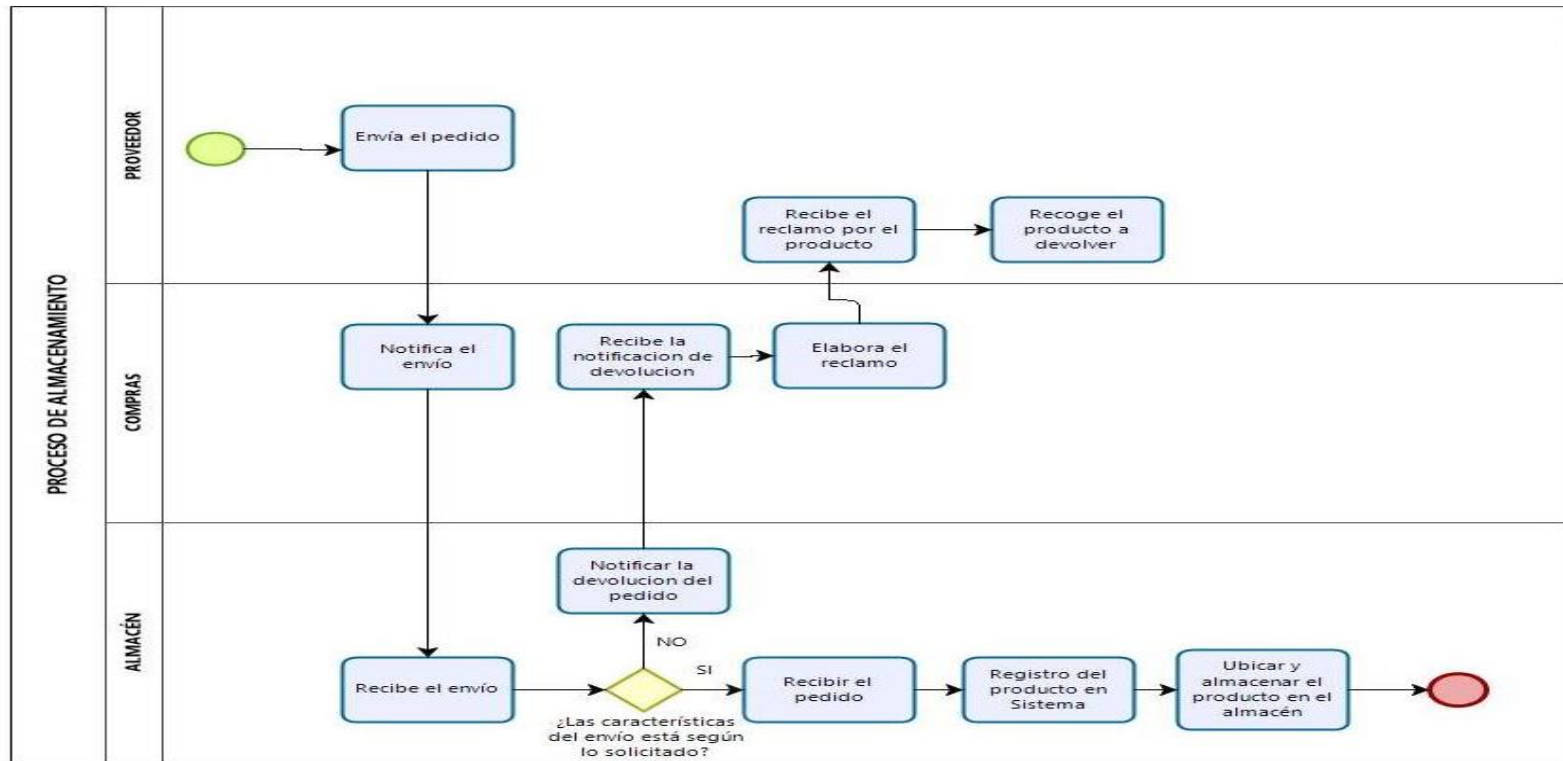 PROCESO DE ALMACENAMIENTO
PROVEEDOR
Envía el pedido
Recibe el
reclamo por el
producto
Recoge el
producto a
devolver
COMPRAS
Notifica el
envío
Recibe la
notificacion de
devolucion
Elabora el
reclamo
ALMACÉN
Notificar la
devolucion del
pedido
NO
SI
Recibe el envío
¿Las características
del envío está según
lo solicitado?
Recibir el
pedido
Registro del
producto en
Sistema
Ubicar y
almacenar el
producto en el
almacén